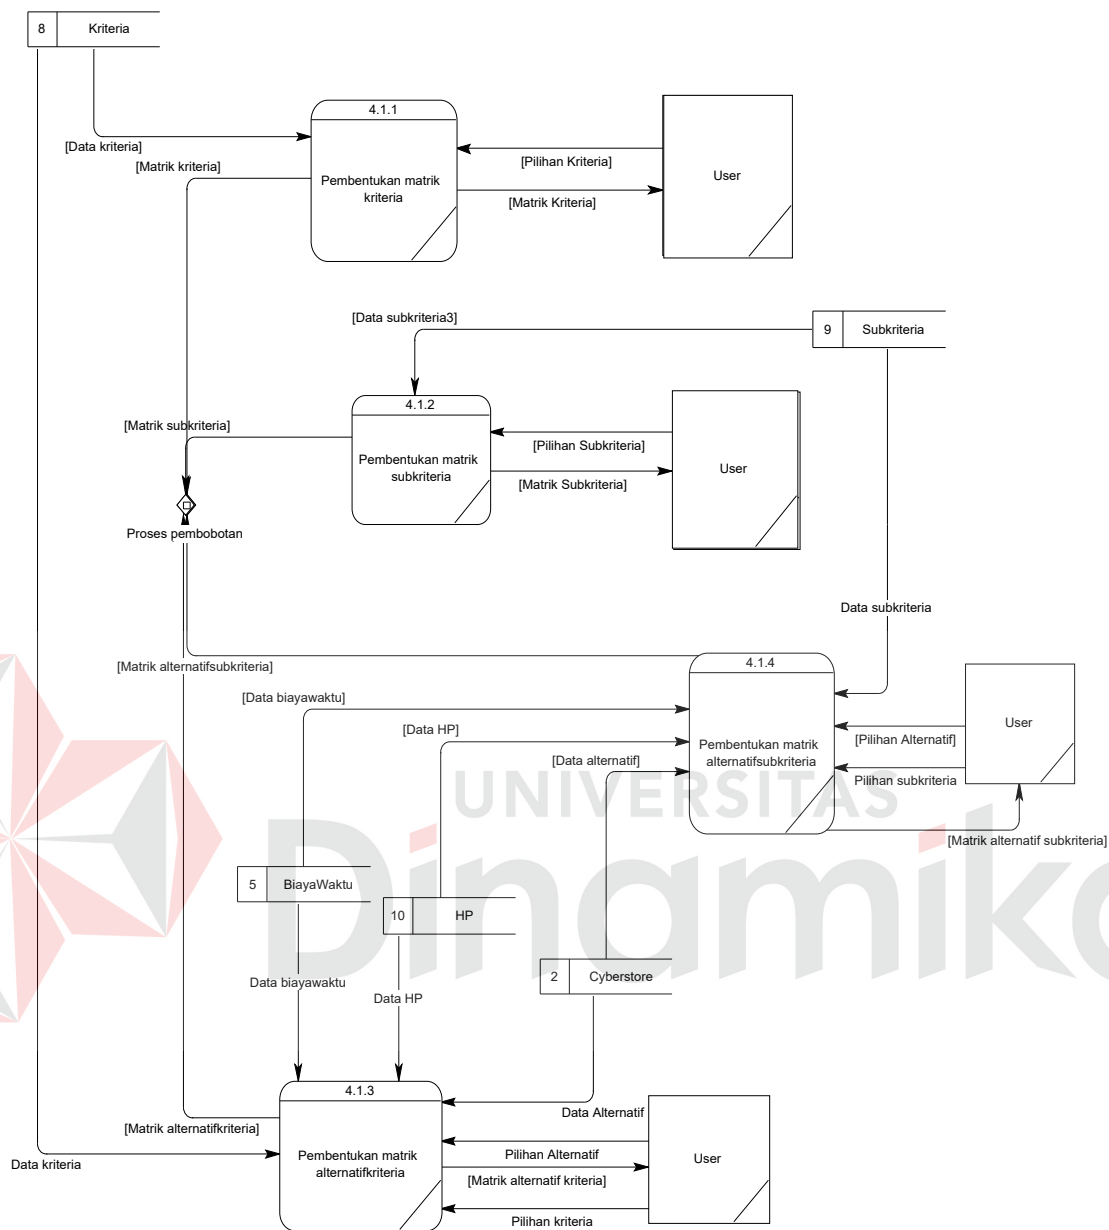 8 Kriteria
4.1.1
[Data kriteria]
[Pilihan Kriteria]
[Matrik kriteria]
Pembentukan matrik
kriteria
User
[Matrik Kriteria]
[Data subkriteria3]
9 Subkriteria
4.1.2
[Matrik subkriteria]
[Pilihan Subkriteria]
Pembentukan matrik
subkriteria
User
[Matrik Subkriteria]
Proses pembobotan
Data subkriteria
[Matrik alternatifsubkriteria]
4.1.4
[Data biayawaktu]
[Data HP]
User
[Pilihan Alternatif]
Pembentukan matrik
alternatifsubkriteria
[Data alternatif]
Pilihan subkriteria
UNIVERSITAS
[Matrik alternatif subkriteria]
Dinamika
5 BiayaWaktu
10 HP
2 Cyberstore
Data biayawaktu
Data HP
4.1.3
Data Alternatif
[Matrik alternatifkriteria]
Pilihan Alternatif
Pembentukan matrik
alternatifkriteria
User
Data kriteria
[Matrik alternatif kriteria]
Pilihan kriteria